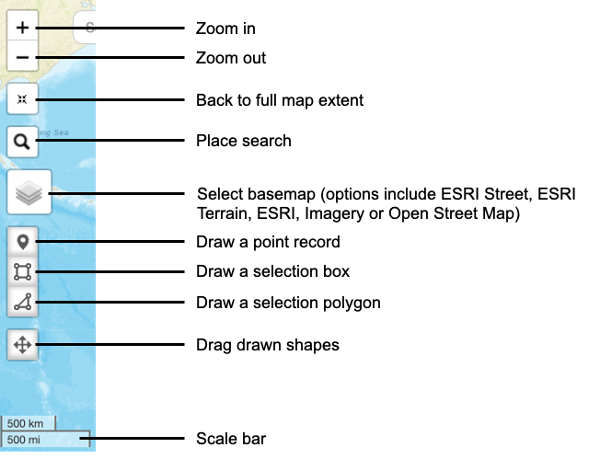 +
S
Zoom in
−
Zoom out
Back to full map extent
ng Sea
Place search
Select basemap (options include ESRI Street, ESRI
Terrain, ESRI, Imagery or Open Street Map)
Draw a point record
Draw a selection box
Draw a selection polygon
Drag drawn shapes
500 km
500 mi
Scale bar